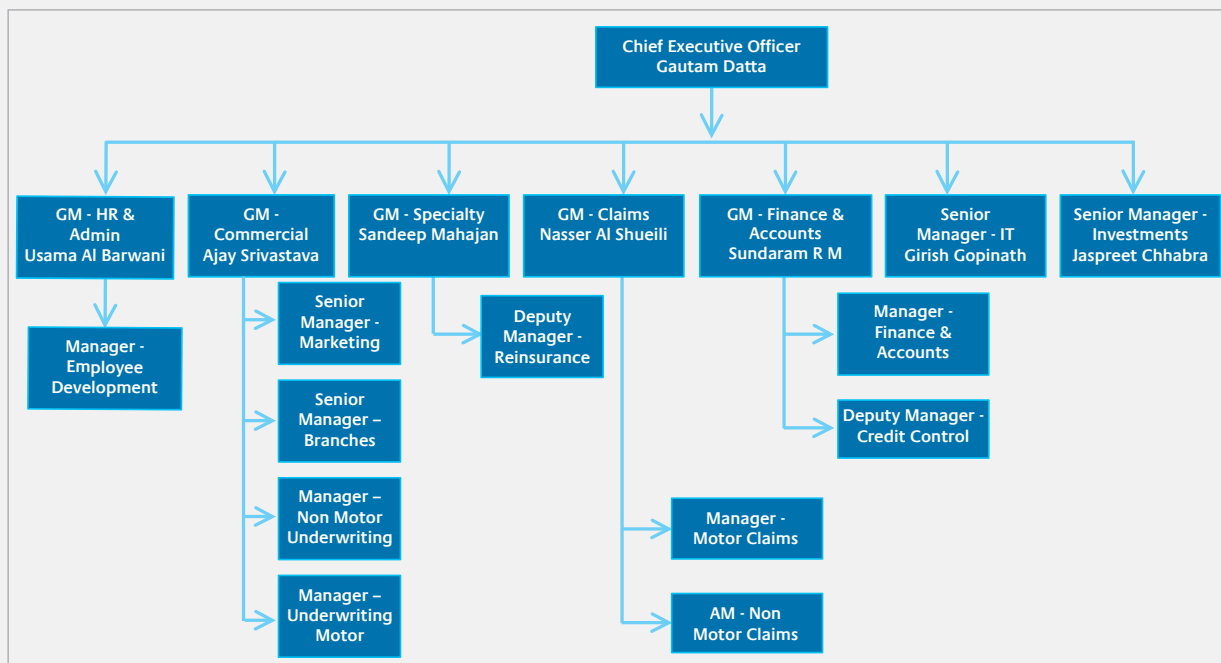 Chief Executive Officer
Gautam Datta
GM - HR &
Admin
Usama Al Barwani
GM -
Commercial
Ajay Srivastava
GM - Specialty
Sandeep Mahajan
GM - Claims
Nasser Al Shueili
GM - Finance &
Accounts
Sundaram R M
Senior
Manager - IT
Girish Gopinath
Senior Manager -
Investments
Jaspreet Chhabra
Manager -
Employee
Development
Senior
Manager -
Marketing
Senior
Manager –
Branches
Manager –
Non Motor
Underwriting
Manager –
Underwriting
Motor
Deputy
Manager -
Reinsurance
Manager -
Motor Claims
AM - Non
Motor Claims
Manager -
Finance &
Accounts
Deputy Manager -
Credit Control